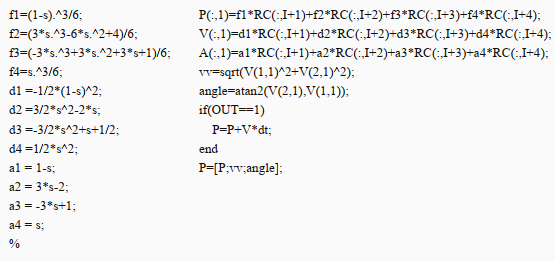 f1=(1-s).^3/6;
f2=(3*s.^3-6*s.^2+4)/6;
f3=(-3*s.^3+3*s.^2+3*s+1)/6;
f4=s.^3/6;
d1 =-1/2*(1-s)^2;
d2 =3/2*s^2-2*s;
d3 =-3/2*s^2+s+1/2;
d4 =1/2*s^2;
a1 = 1-s;
a2 = 3*s-2;
a3 = -3*s+1;
a4 = s;
%
P(:,1)=f1*RC(:,I+1)+f2*RC(:,I+2)+f3*RC(:,I+3)+f4*RC(:,I+4);
V(:,1)=d1*RC(:,I+1)+d2*RC(:,I+2)+d3*RC(:,I+3)+d4*RC(:,I+4);
A(:,1)=a1*RC(:,I+1)+a2*RC(:,I+2)+a3*RC(:,I+3)+a4*RC(:,I+4);
vv=sqrt(V(1,1)^2+V(2,1)^2);
angle=atan2(V(2,1),V(1,1));
if(OUT==1)
P=P+V*dt;
end
P=[P;vv;angle];